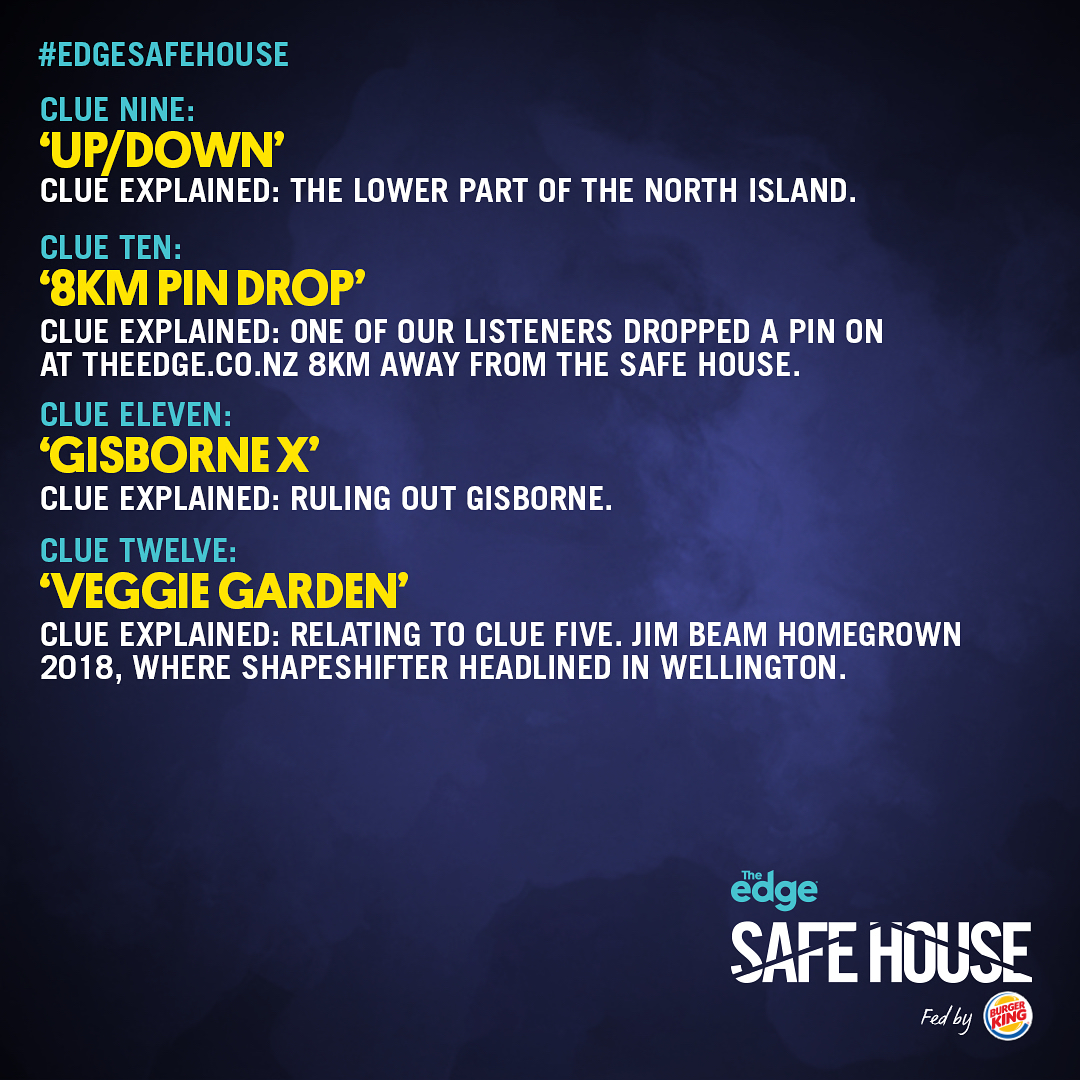 #EDGESAFEHOUSE
CLUE NINE:
‘UP/DOWN’
CLUE EXPLAINED: THE LOWER PART OF THE NORTH ISLAND.
CLUE TEN:
‘8KM PIN DROP’
CLUE EXPLAINED: ONE OF OUR LISTENERS DROPPED A PIN ON
AT THEEDGE.CO.NZ 8KM AWAY FROM THE SAFE HOUSE.
CLUE ELEVEN:
‘GISBORNE X’
CLUE EXPLAINED: RULING OUT GISBORNE.
CLUE TWELVE:
‘VEGGIE GARDEN’
CLUE EXPLAINED: RELATING TO CLUE FIVE. JIM BEAM HOMEGROWN
2018, WHERE SHAPESHIFTER HEADLINED IN WELLINGTON.
The
edge
SAFE HOUSE
Fed by
BURGER
KING